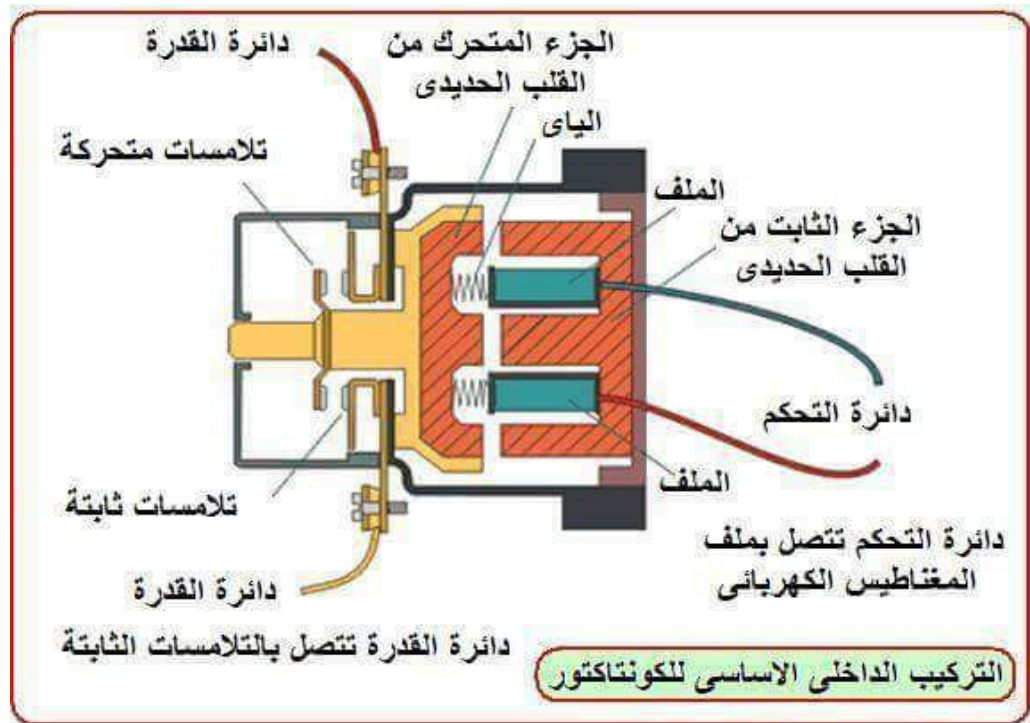 دائرة القدرة
الجزء المتحرك من
القلب الحديدى
الياى
تلامسات متحركة
الملف
الجزء الثابت من
القلب الحديدى
دائرة التحكم
الملف
تلامسات ثابتة
دائرة التحكم تتصل بملف
المغناطيس الكهربائى
دائرة القدرة
دائرة القدرة تتصل بالتلامسات الثابتة
التركيب الداخلى الاساسى للكونتاكتور